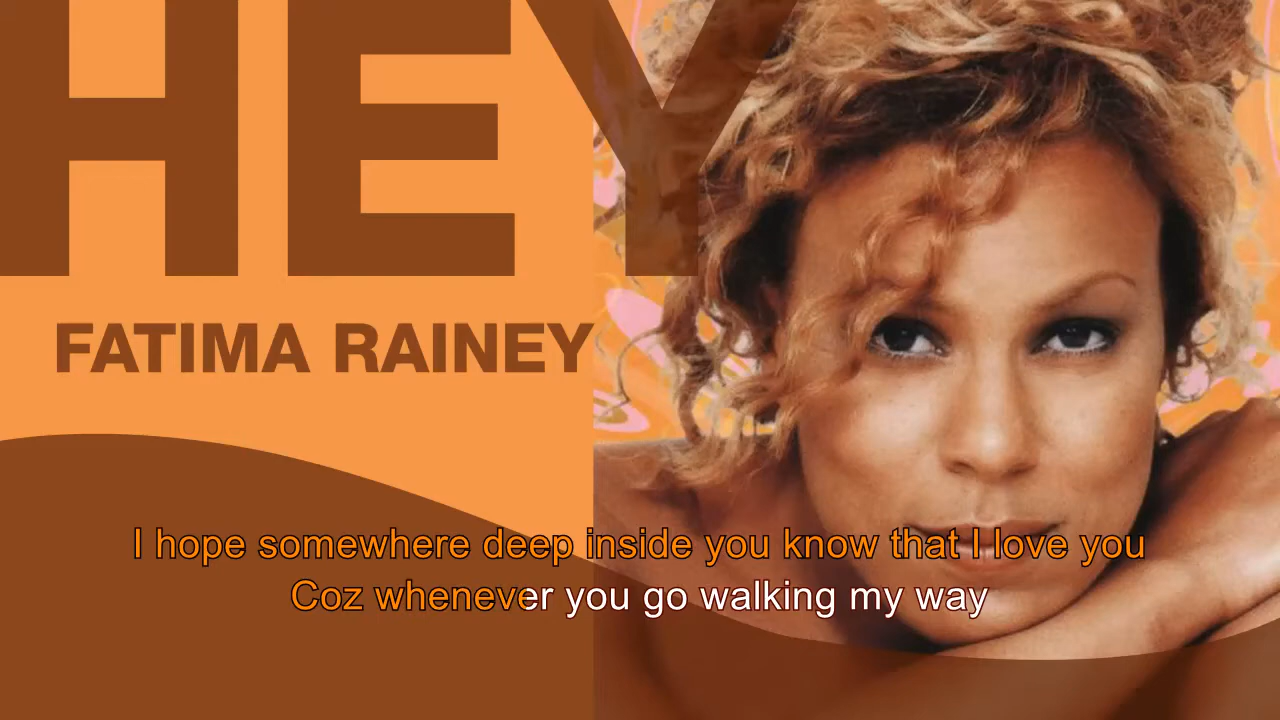 HEY
FATIMA RAINEY
I hope somewhere deep inside you know that I love you
Coz whenever you go walking my way